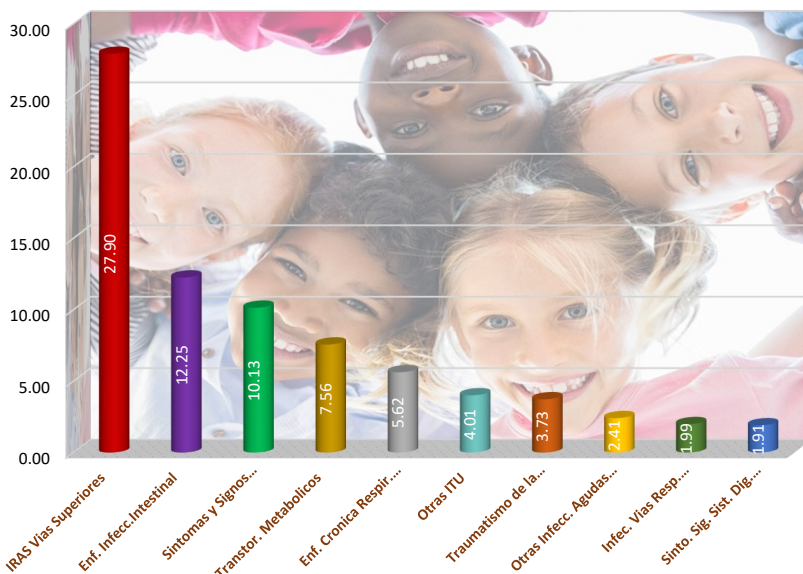 30.00
25.00
20.00
15.00
10.00
5.00
0.00
27.90
12.25
10.13
7.56
5.62
4.01
3.73
2.41
1.99
1.91
IRAS Vias Superiores
Enf. Infecc.Intestinal
Sintomas y Signos...
Transtor. Metabolicos
Enf. Cronica Respir....
Otras ITU
Traumatismo de la...
Otras Infecc. Agudas...
Infec. Vias Resp....
Sinto. Sig. Sist. Dig....